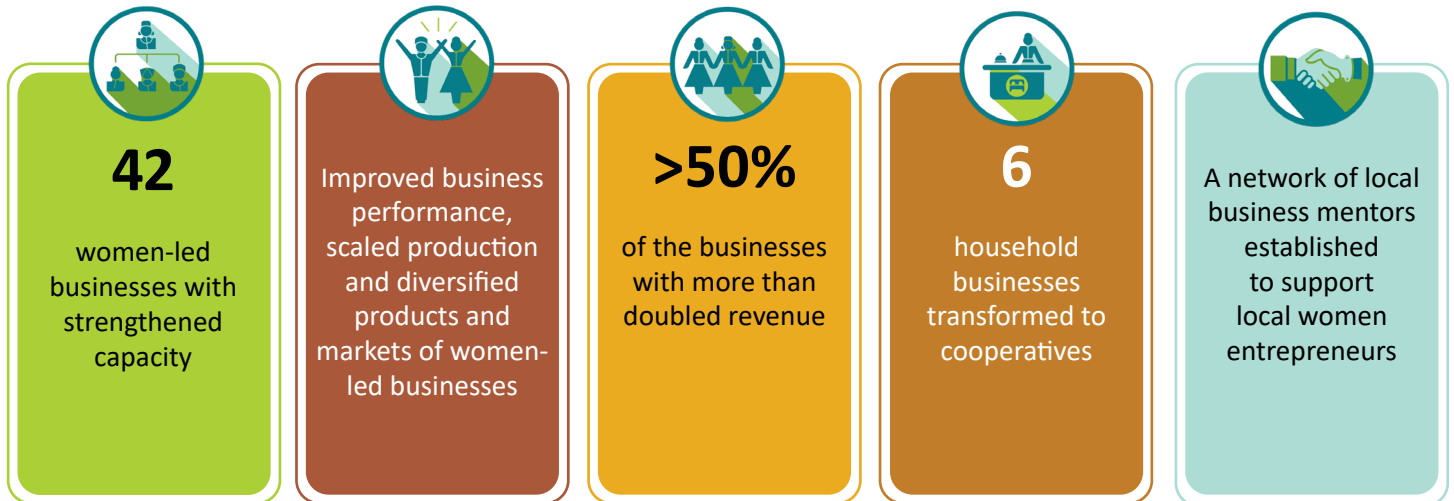 42
women-led
businesses with
strengthened
capacity
Improved business
performance,
scaled production
and diversified
products and
markets of women-
led businesses
>50%
of the businesses
with more than
doubled revenue
6
household
businesses
transformed to
cooperatives
A network of local
business mentors
established
to support
local women
entrepreneurs